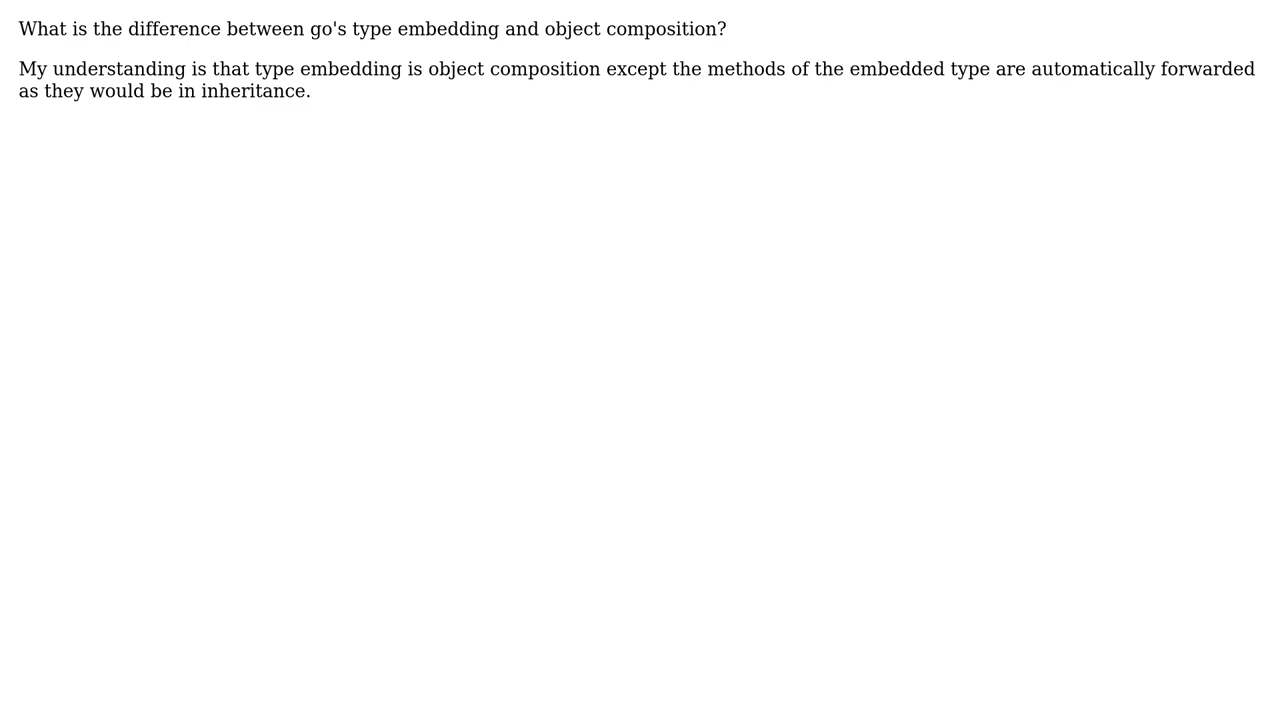 What is the difference between go's type embedding and object composition?
My understanding is that type embedding is object composition except the methods of the embedded type are automatically forwarded
as they would be in inheritance.